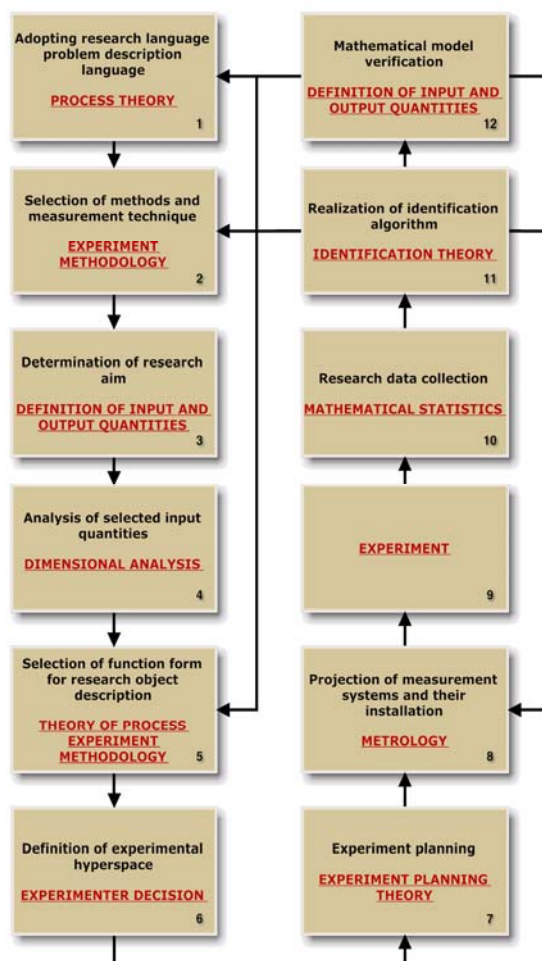 Adopting research language
problem description
language
PROCESS THEORY
1
Selection of methods and
measurement technique
EXPERIMENT
METHODOLOGY
2
Determination of research
aim
DEFINITION OF INPUT AND
OUTPUT QUANTITIES
3
Analysis of selected input
quantities
DIMENSIONAL ANALYSIS
4
Selection of function form
for research object
description
THEORY OF PROCESS
EXPERIMENT
METHODOLOGY
5
Definition of experimental
hyperspace
EXPERIMENTER DECISION
6
Mathematical model
verification
DEFINITION OF INPUT AND
OUTPUT QUANTITIES
12
Realization of identification
algorithm
IDENTIFICATION THEORY
11
Research data collection
MATHEMATICAL STATISTICS
10
EXPERIMENT
9
Projection of measurement
systems and their
installation
METROLOGY
8
Experiment planning
EXPERIMENT PLANNING
THEORY
7